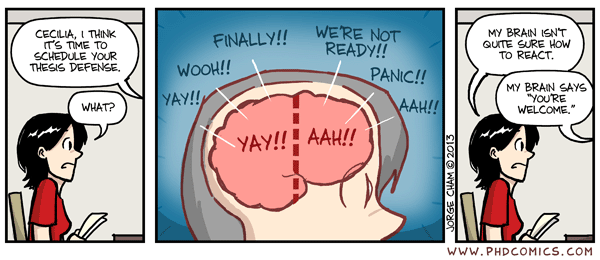 CECILIA, I THINK
IT'S TIME TO
SCHEDULE YOUR
THESIS DEFENSE.
WHAT?
FINALLY!!
WE'RE NOT
READY!!
WOOH!!
PANIC!!
YAY!!
AAH!!
YAY!!
AAH!!
MY BRAIN ISN'T
QUITE SURE HOW
TO REACT.
MY BRAIN SAYS
"YOU'RE
WELCOME."
JORGE CHAM © 2013
WWW.PHDCOMICS.COM